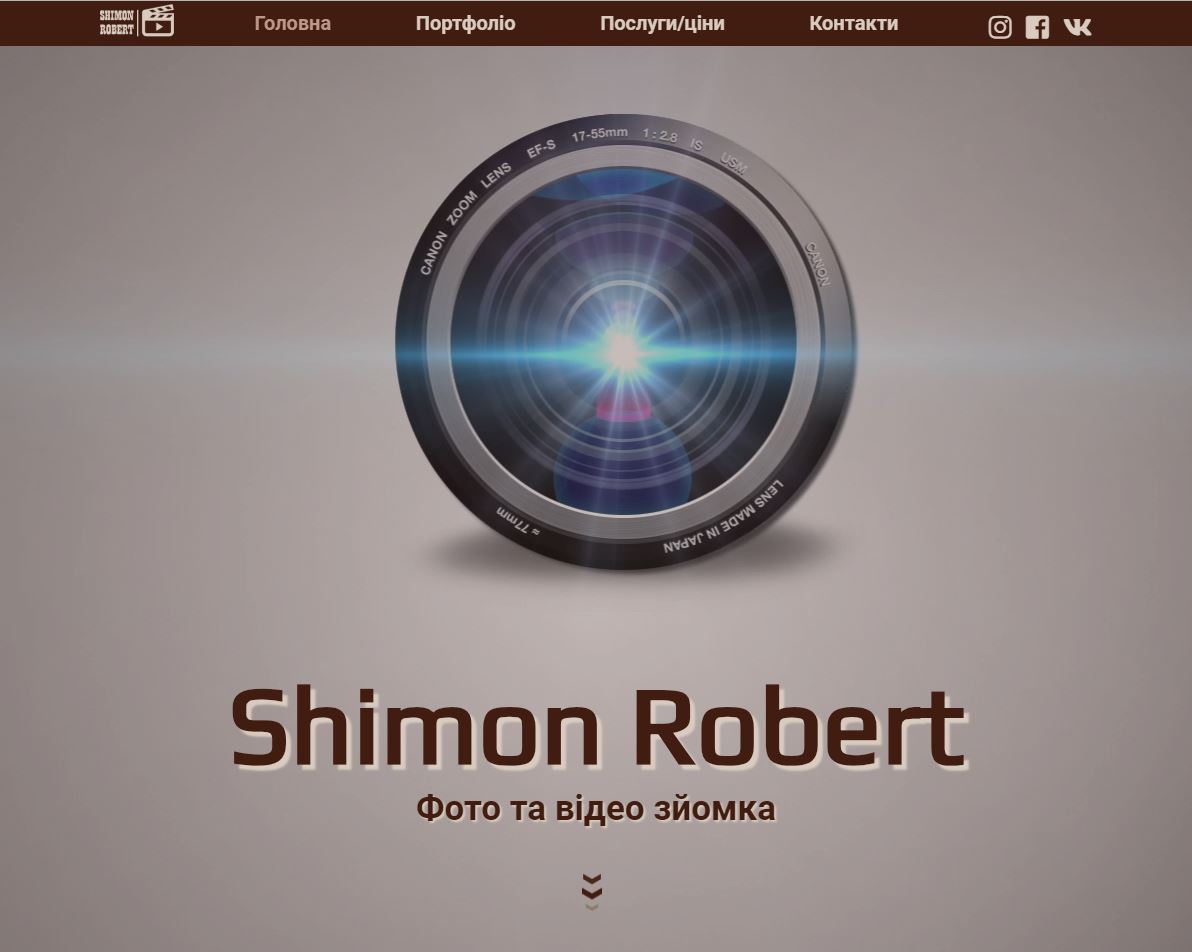 SHIMON
ROBERT
Головна
Портфоліо
Послуги/ціни
Контакти
CANON ZOOM LENS EF-S 17-55mm 1:2.8 IS USM
CANON
LENS MADE IN JAPAN
≈ 77mm
Shimon Robert
Фото та відео зйомка